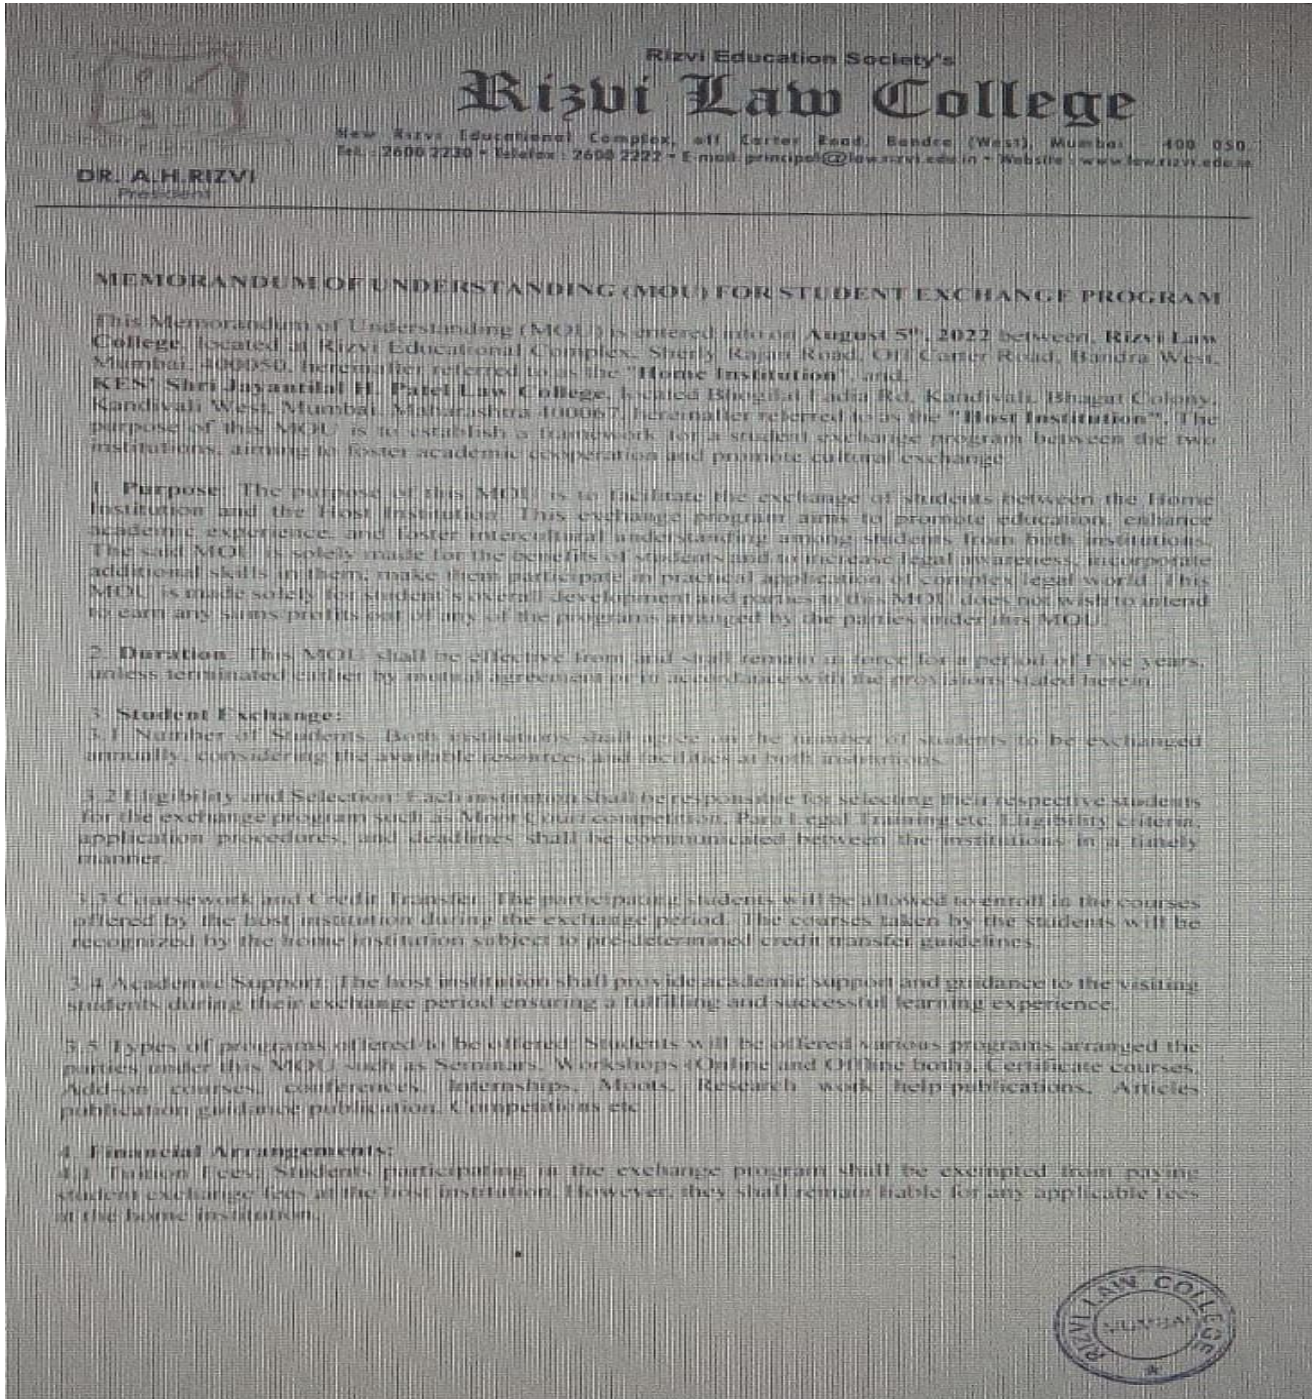 Rizvi Education Society's
Rizvi Law College
New Rizvi Educational Complex, off Carter Road, Bandra (West), Mumbai 400 050.
Tel. : 2600 2230 • Telefax : 2600 2222 • E-mail: principal@law.rizvi.edu.in • Website : www.law.rizvi.edu.in
DR. A.H.RIZVI
President
MEMORANDUM OF UNDERSTANDING (MOU) FOR STUDENT EXCHANGE PROGRAM
This Memorandum of Understanding (MOU) is entered into on August 5th, 2022 between, Rizvi Law
College, located at Rizvi Educational Complex, Sherly Rajan Road, Off Carter Road, Bandra West,
Mumbai, 400050, hereinafter referred to as the "Home Institution", and,
KES' Shri Jayantilal H. Patel Law College, located Bhogilal Fadia Rd, Kandivali, Bhagat Colony,
Kandivali West, Mumbai, Maharashtra 400067, hereinafter referred to as the "Host Institution". The
purpose of this MOU is to establish a framework for a student exchange program between the two
institutions, aiming to foster academic cooperation and promote cultural exchange.
1. Purpose: The purpose of this MOU is to facilitate the exchange of students between the Home
Institution and the Host Institution. This exchange program aims to promote education, enhance
academic experience, and foster intercultural understanding among students from both institutions.
The said MOU is solely made for the benefits of students and to increase legal awareness, incorporate
additional skills in them, make them participate in practical application of complex legal world. This
MOU is made solely for student's overall development and parties to this MOU does not wish to intend
to earn any sums/profits out of any of the programs arranged by the parties under this MOU.
2. Duration: This MOU shall be effective from and shall remain in force for a period of Five years,
unless terminated earlier by mutual agreement or in accordance with the provisions stated herein.
3. Student Exchange:
3.1 Number of Students: Both institutions shall agree on the number of students to be exchanged
annually, considering the available resources and facilities at both institutions.
3.2 Eligibility and Selection: Each institution shall be responsible for selecting their respective students
for the exchange program such as Moot Court competition, Para Legal Training etc. Eligibility criteria,
application procedures, and deadlines shall be communicated between the institutions in a timely
manner.
3.3 Coursework and Credit Transfer: The participating students will be allowed to enroll in the courses
offered by the host institution during the exchange period. The courses taken by the students will be
recognized by the home institution subject to pre-determined credit transfer guidelines.
3.4 Academic Support: The host institution shall provide academic support and guidance to the visiting
students during their exchange period ensuring a fulfilling and successful learning experience.
3.5 Types of programs offered to be offered: Students will be offered various programs arranged the
parties under this MOU such as Seminars, Workshops (Online and Offline both), Certificate courses,
Add-on courses, conferences, Internships, Moots, Research work help publications, Articles
publication guidance publication, Competitions etc.
4. Financial Arrangements:
4.1 Tuition Fees: Students participating in the exchange program shall be exempted from paying
student exchange fees at the host institution. However, they shall remain liable for any applicable fees
at the home institution.
RIZVI LAW COLLEGE
MUMBAI